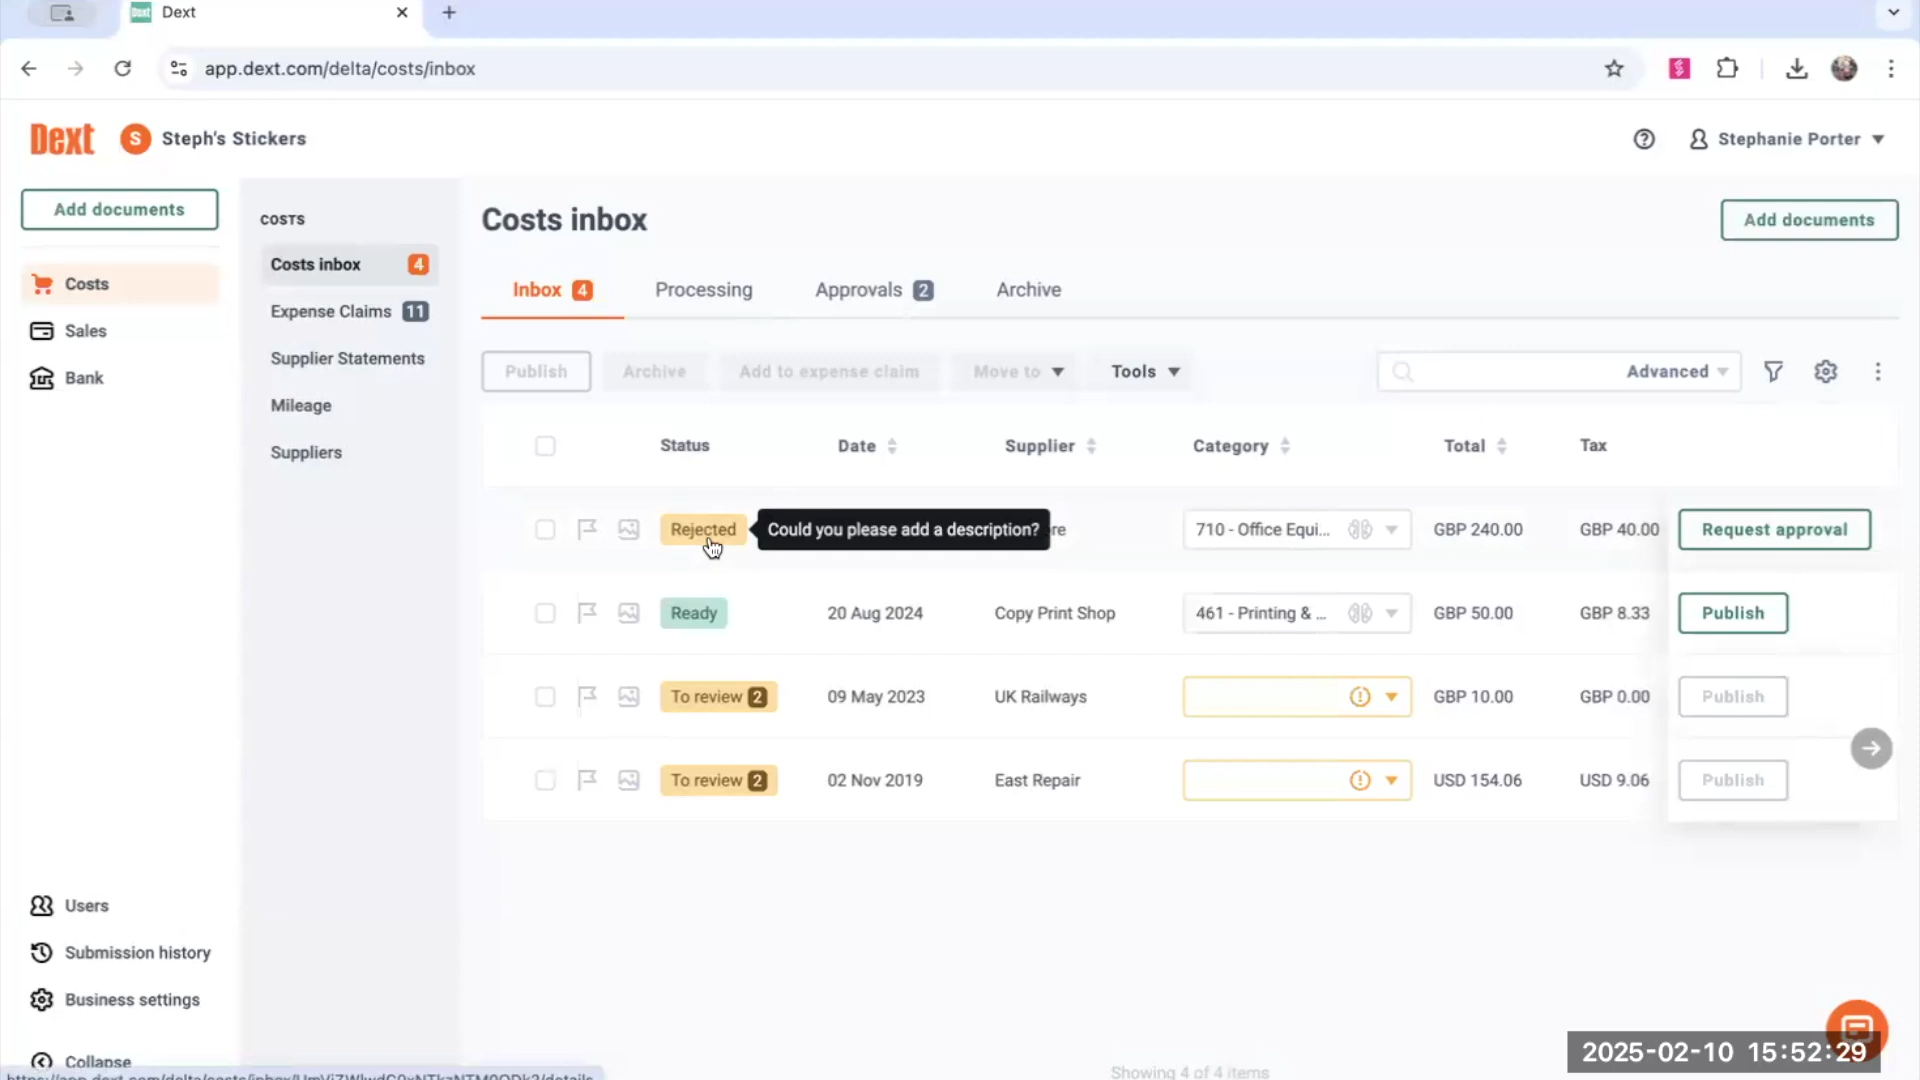 Dext
app.dext.com/delta/costs/inbox
Dext
S Steph's Stickers
Stephanie Porter
Add documents
Costs
Sales
Bank
Users
Submission history
Business settings
Collapse
COSTS
Costs inbox 4
Expense Claims 11
Supplier Statements
Mileage
Suppliers
Costs inbox
Add documents
Inbox 4 Processing Approvals 2 Archive
Publish Archive Add to expense claim Move to Tools Advanced
Status Date Supplier Category Total Tax
Rejected Could you please add a description? re 710 - Office Equi... GBP 240.00 GBP 40.00 Request approval
Ready 20 Aug 2024 Copy Print Shop 461 - Printing & ... GBP 50.00 GBP 8.33 Publish
To review 2 09 May 2023 UK Railways GBP 10.00 GBP 0.00 Publish
To review 2 02 Nov 2019 East Repair USD 154.06 USD 9.06 Publish
Showing 4 of 4 items
2025-02-10 15:52:29